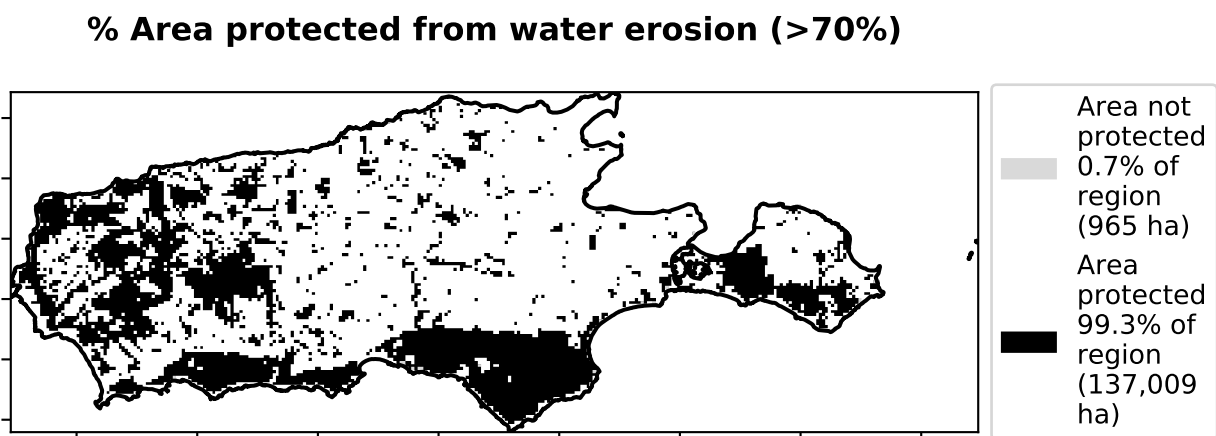 % Area protected from water erosion (>70%)
Area not
protected
0.7% of
region
(965 ha)
Area
protected
99.3% of
region
(137,009
ha)